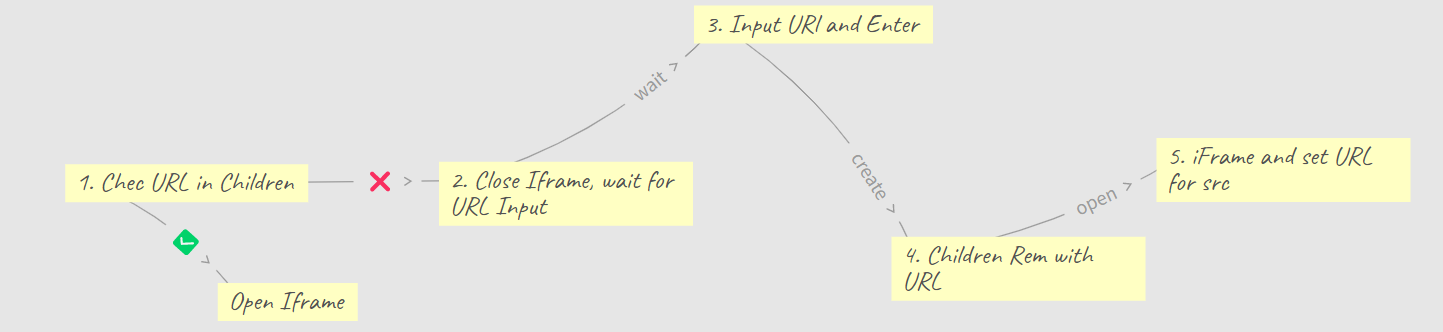 3. Input URl and Enter
wait >
1. Chec URL in Children
>
2. Close Iframe, wait for
URL Input
create >
5. iFrame and set URL
for src
open >
>
4. Children Rem with
URL
Open Iframe